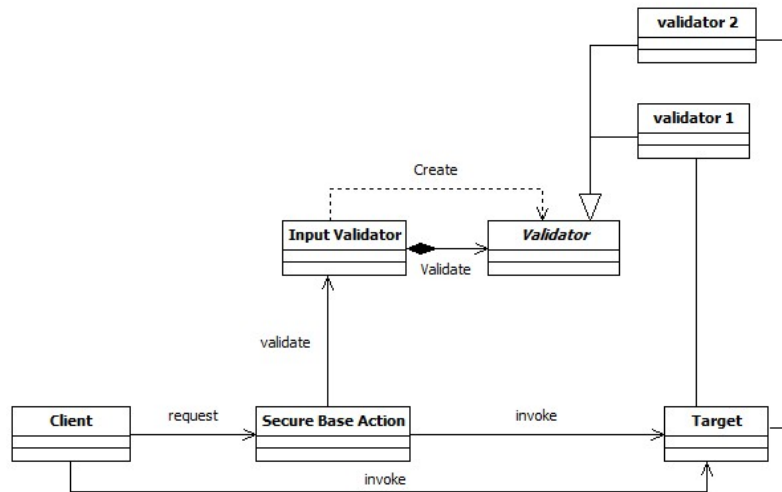 validator 2
validator 1
Create
Input Validator
Validator
Validate
validate
Client
request
Secure Base Action
invoke
Target
invoke